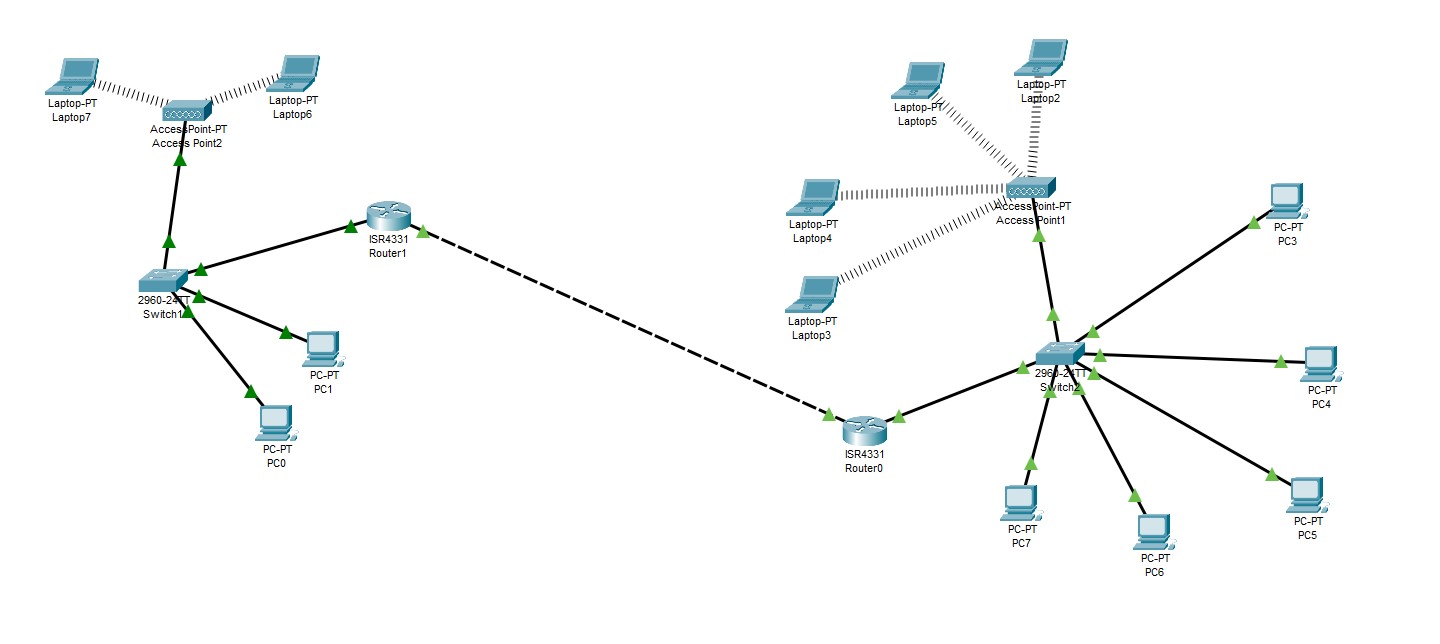 Laptop-PT
Laptop7
Laptop-PT
Laptop6
AccessPoint-PT
Access Point2
ISR4331
Router1
2960-24TT
Switch1
PC-PT
PC1
PC-PT
PC0
Laptop-PT
Laptop5
Laptop-PT
Laptop2
Laptop-PT
Laptop4
AccessPoint-PT
Access Point1
Laptop-PT
Laptop3
PC-PT
PC3
2960-24TT
Switch2
PC-PT
PC4
ISR4331
Router0
PC-PT
PC7
PC-PT
PC6
PC-PT
PC5